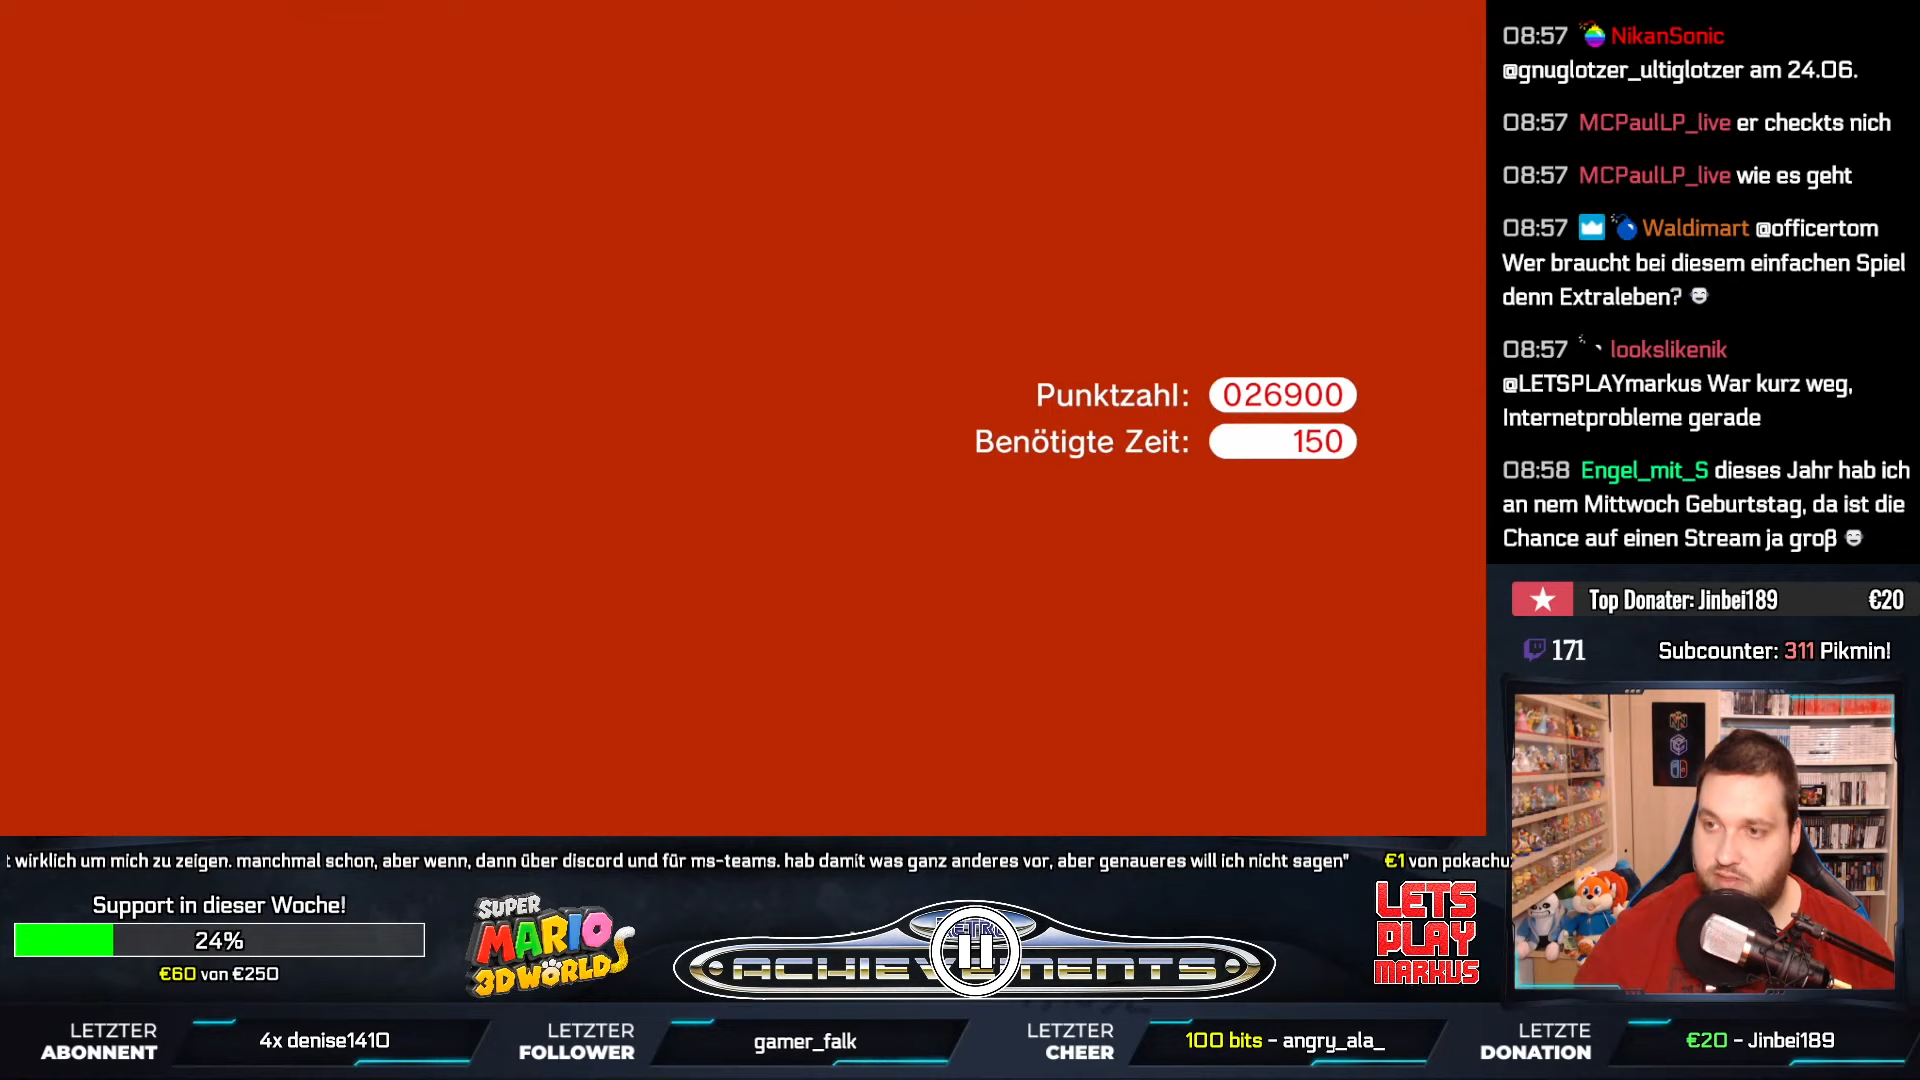 Punktzahl: 026900
Benötigte Zeit: 150
08:57 NikanSonic
@gnuglotzer_ultiglotzer am 24.06.
08:57 MCPaulLP_live er checkts nich
08:57 MCPaulLP_live wie es geht
08:57 Waldimart @officertom
Wer braucht bei diesem einfachen Spiel
denn Extraleben?
08:57 lookslikenik
@LETSPLAYmarkus War kurz weg,
Internetprobleme gerade
08:58 Engel_mit_S dieses Jahr hab ich
an nem Mittwoch Geburtstag, da ist die
Chance auf einen Stream ja groß
Top Donater: Jinbei189 €20
171 Subcounter: 311 Pikmin!
t wirklich um mich zu zeigen. manchmal schon, aber wenn, dann über discord und für ms-teams. hab damit was ganz anderes vor, aber genaueres will ich nicht sagen" €1 von pokachu
Support in dieser Woche!
24%
€60 von €250
SUPER
MARIO
3D WORLD
ACHIEVEMENTS
LETS
PLAY
MARKUS
LETZTER
ABONNENT
4x denise1410
LETZTER
FOLLOWER
gamer_falk
LETZTER
CHEER
100 bits - angry_ala_
LETZTE
DONATION
€20 - Jinbei189